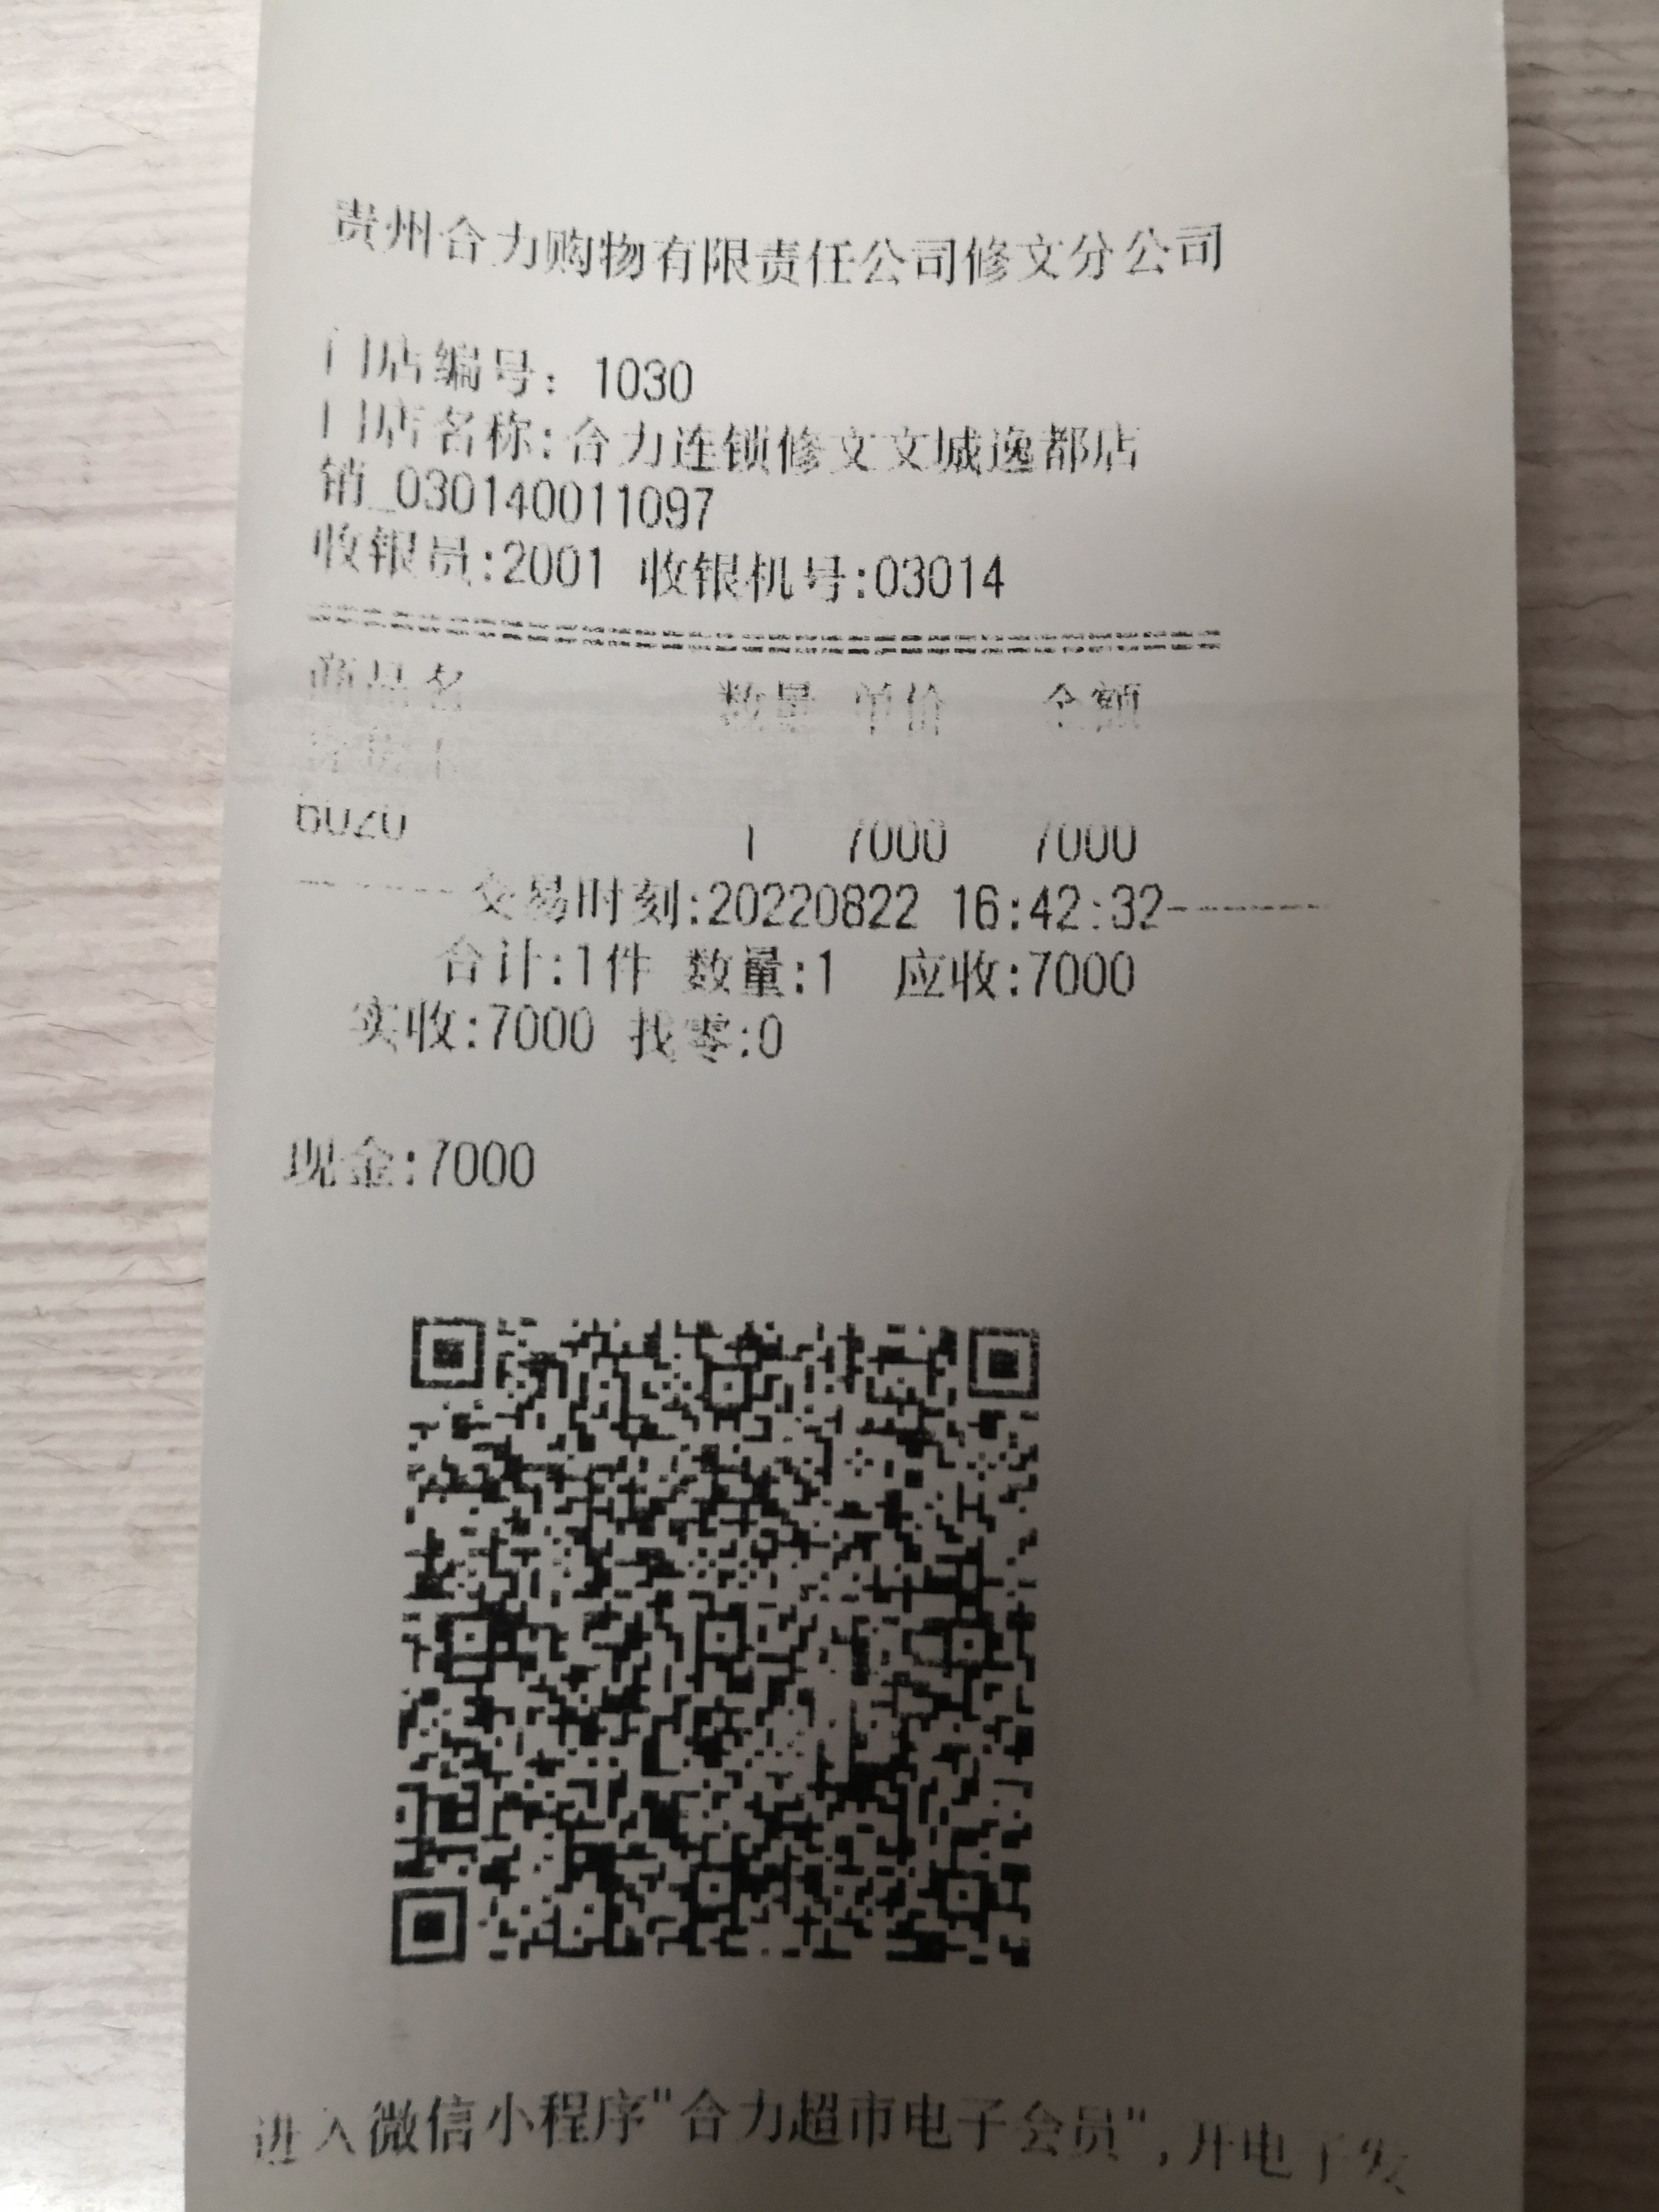 贵州合力购物有限责任公司修文分公司
门店编号：1030
门店名称:合力连锁修文文城逸都店
销_030140011097
收银员:2001 收银机号:03014
商品名 数量 单价 金额
6020 1 7000 7000
交易时刻:20220822 16:42:32
合计:1件 数量:1 应收:7000
实收:7000 找零:0
现金:7000
进入微信小程序"合力超市电子会员",开电子发